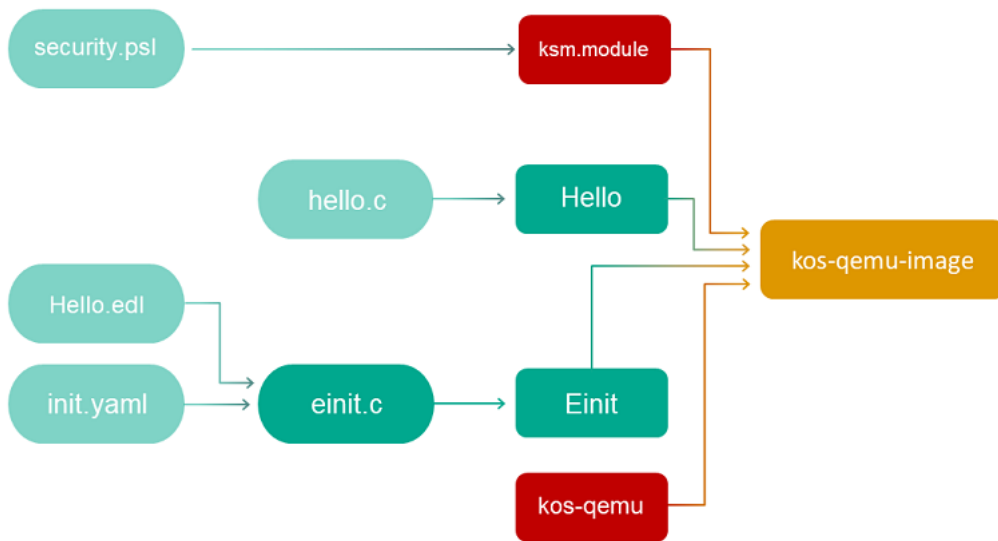 security.psl
ksm.module
hello.c
Hello
kos-qemu-image
Hello.edl
init.yaml
einit.c
Einit
kos-qemu